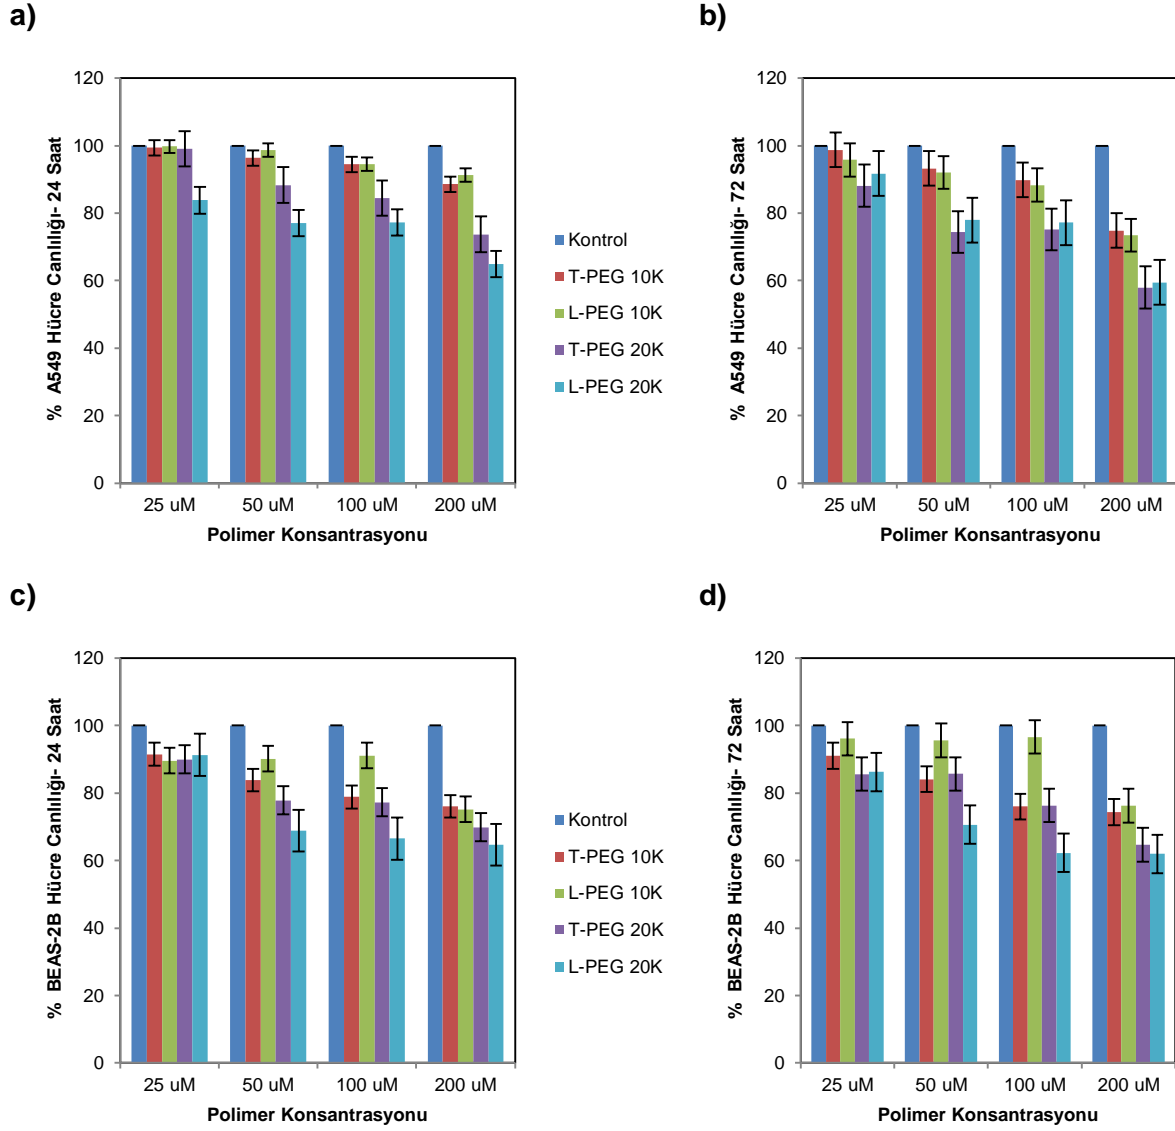 a)
% A549 Hücre Canlılığı- 24 Saat
120
100
80
60
40
20
0
25 uM 50 uM 100 uM 200 uM
Polimer Konsantrasyonu
Kontrol
T-PEG 10K
L-PEG 10K
T-PEG 20K
L-PEG 20K
b)
% A549 Hücre Canlılığı- 72 Saat
120
100
80
60
40
20
0
25 uM 50 uM 100 uM 200 uM
Polimer Konsantrasyonu
c)
% BEAS-2B Hücre Canlılığı- 24 Saat
120
100
80
60
40
20
0
25 uM 50 uM 100 uM 200 uM
Polimer Konsantrasyonu
Kontrol
T-PEG 10K
L-PEG 10K
T-PEG 20K
L-PEG 20K
d)
% BEAS-2B Hücre Canlılığı- 72 Saat
120
100
80
60
40
20
0
25 uM 50 uM 100 uM 200 uM
Polimer Konsantrasyonu